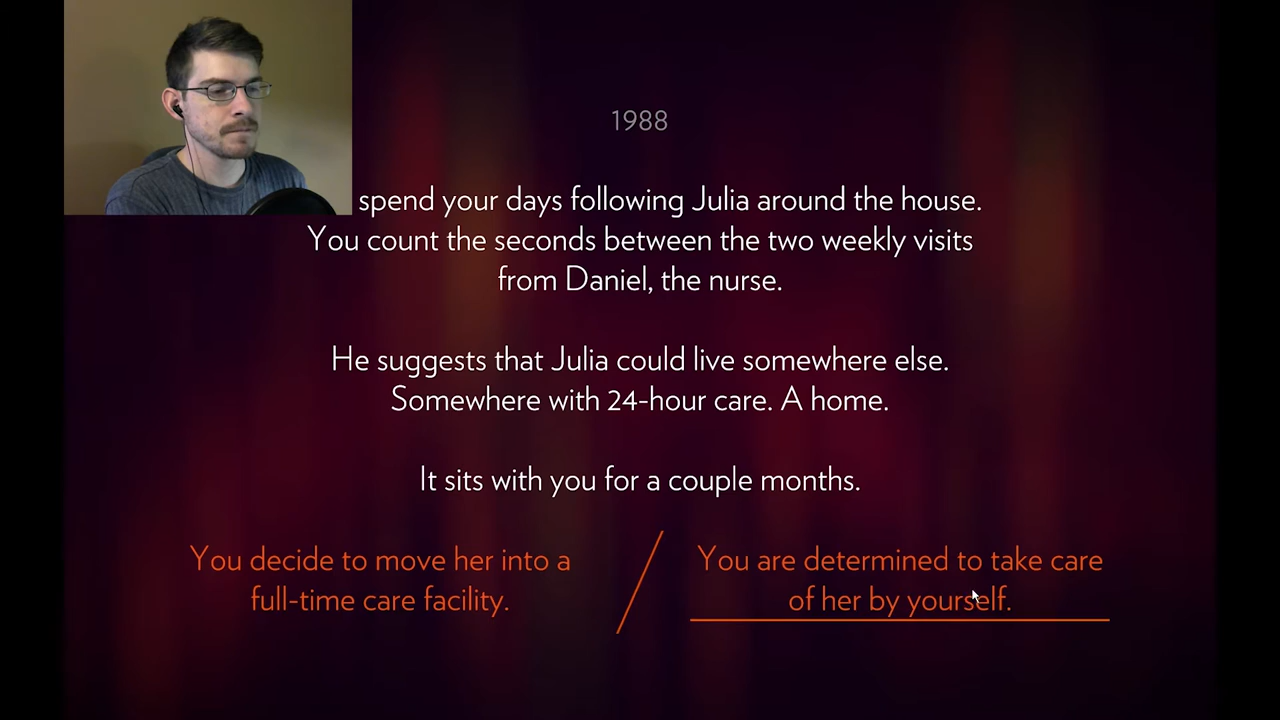 1988
spend your days following Julia around the house.
You count the seconds between the two weekly visits
from Daniel, the nurse.
He suggests that Julia could live somewhere else.
Somewhere with 24-hour care. A home.
It sits with you for a couple months.
You decide to move her into a
full-time care facility.
You are determined to take care
of her by yourself.